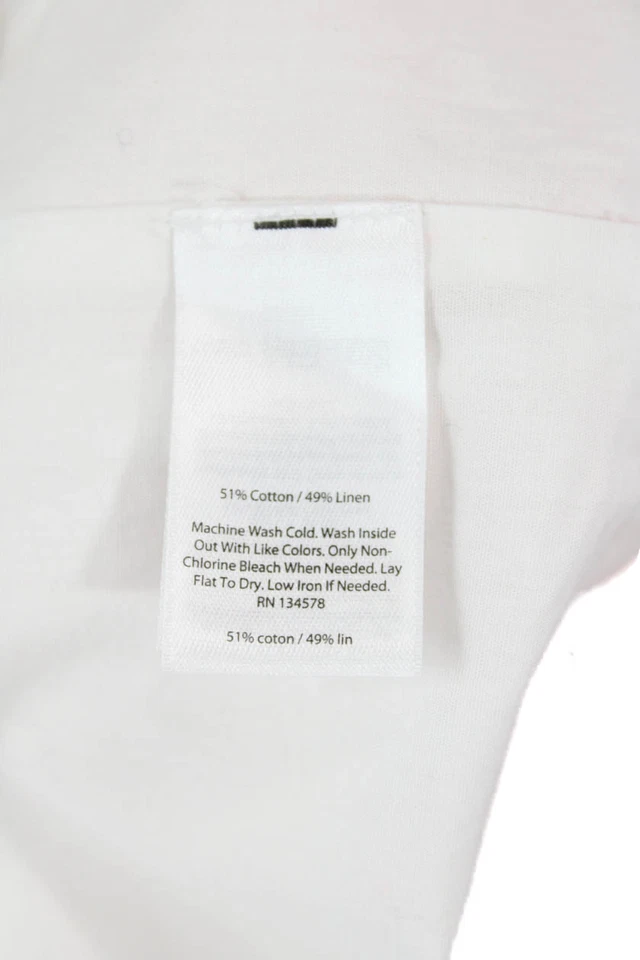 51% Cotton / 49% Linen
Machine Wash Cold. Wash Inside
Out With Like Colors. Only Non-
Chlorine Bleach When Needed. Lay
Flat To Dry. Low Iron If Needed.
RN 134578
51% coton / 49% lin